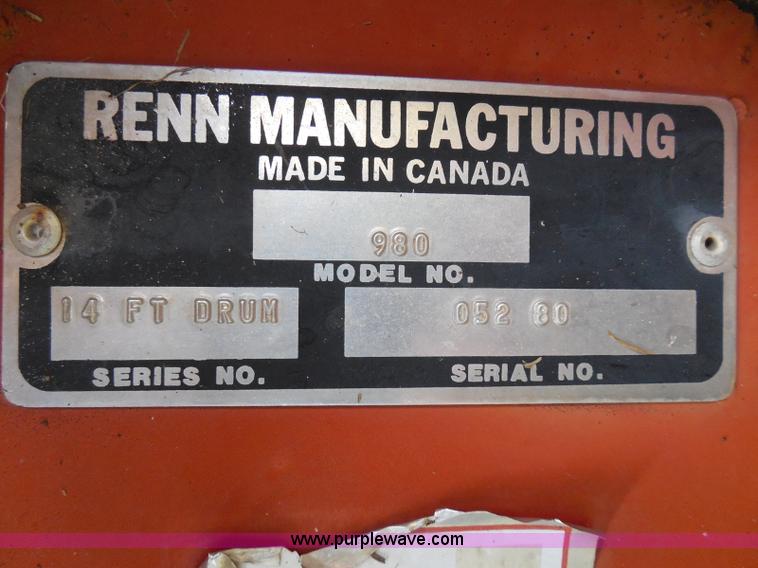 RENN MANUFACTURING
MADE IN CANADA
980
MODEL NO.
14 FT DRUM
SERIES NO.
052 80
SERIAL NO.
www.purplewave.com